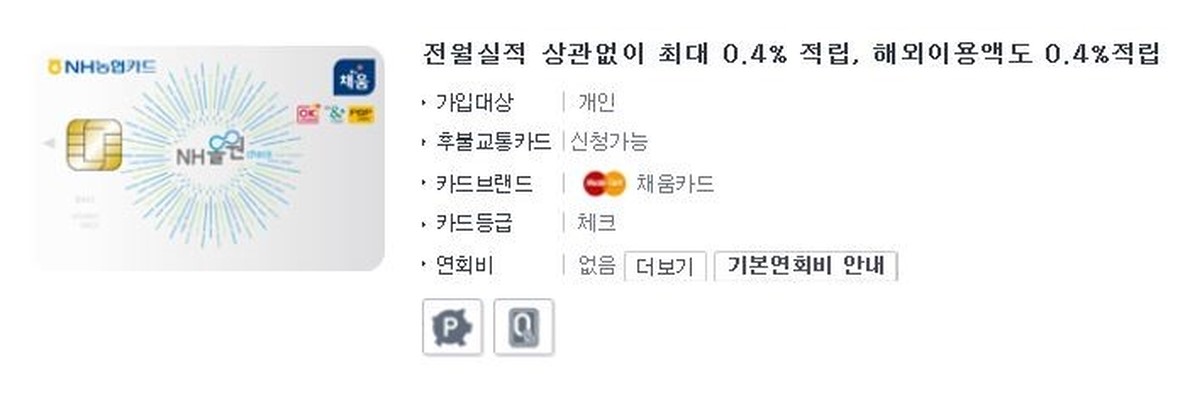 NH농협카드
채움
NH올원
check
전월실적 상관없이 최대 0.4% 적립, 해외이용액도 0.4%적립
가입대상 | 개인
후불교통카드 | 신청가능
카드브랜드 | 채움카드
카드등급 | 체크
연회비 | 없음 더보기 기본연회비 안내
P 0